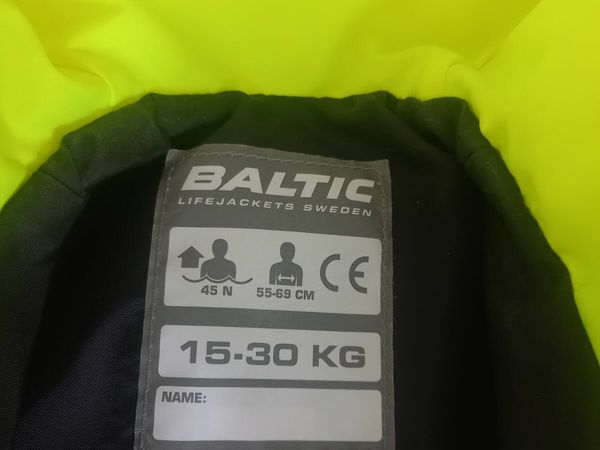 BALTIC
LIFEJACKETS SWEDEN
45 N 55-69 CM CE
15-30 KG
NAME: